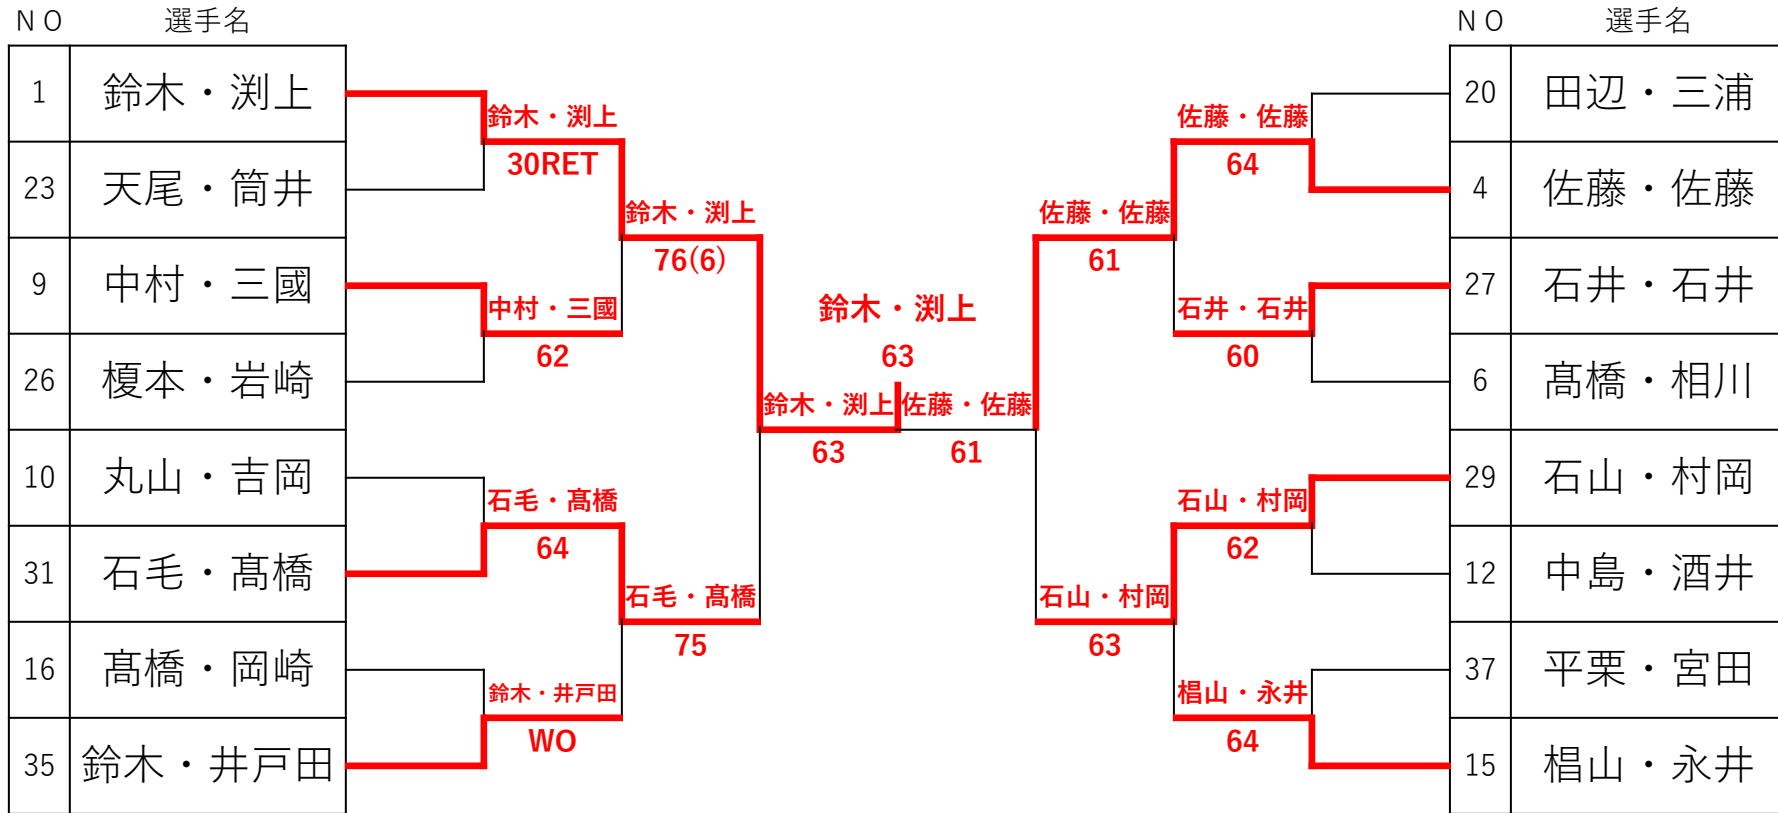 ＮＯ 選手名
1 鈴木・渕上
23 天尾・筒井
9 中村・三國
26 榎本・岩崎
10 丸山・吉岡
31 石毛・髙橋
16 髙橋・岡崎
35 鈴木・井戸田
鈴木・渕上
30RET
中村・三國
62
石毛・髙橋
64
鈴木・井戸田
WO
鈴木・渕上
76(6)
石毛・髙橋
75
鈴木・渕上
63
鈴木・渕上
63
佐藤・佐藤
61
佐藤・佐藤
61
石山・村岡
63
佐藤・佐藤
64
石井・石井
60
石山・村岡
62
椙山・永井
64
ＮＯ 選手名
20 田辺・三浦
4 佐藤・佐藤
27 石井・石井
6 髙橋・相川
29 石山・村岡
12 中島・酒井
37 平栗・宮田
15 椙山・永井